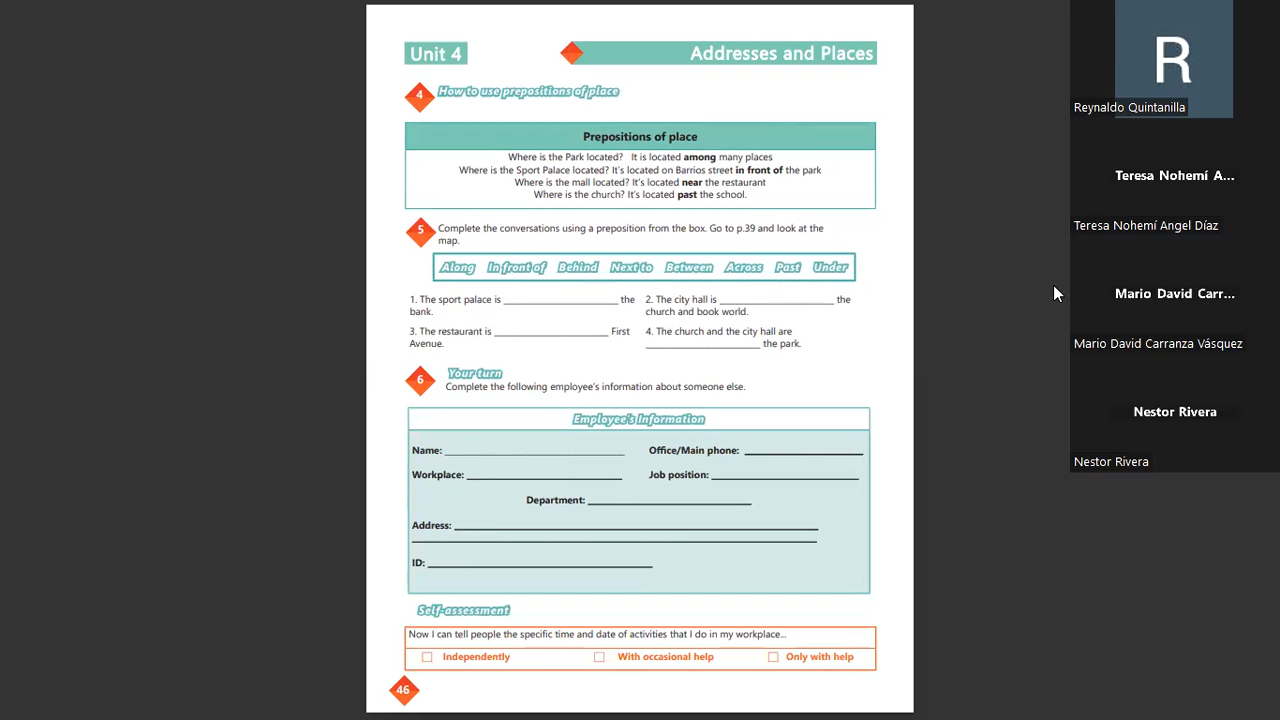 Unit 4
Addresses and Places
4
How to use prepositions of place
Prepositions of place
Where is the Park located?   It is located among many places
Where is the Sport Palace located? It's located on Barrios street in front of the park
Where is the mall located? It's located near the restaurant
Where is the church? It's located past the school.
5
Complete the conversations using a preposition from the box. Go to p.39 and look at the
map.
Along   In front of   Behind   Next to   Between   Across   Past   Under
1. The sport palace is ______________________ the
bank.
2. The city hall is ______________________ the
church and book world.
3. The restaurant is ______________________ First
Avenue.
4. The church and the city hall are
______________________ the park.
6
Your turn
Complete the following employee's information about someone else.
Employee's Information
Name: ______________________
Office/Main phone: ______________________
Workplace: ______________________
Job position: ______________________
Department: ______________________
Address: ______________________
______________________
ID: ______________________
Self-assessment
Now I can tell people the specific time and date of activities that I do in my workplace...
Independently
With occasional help
Only with help
46
R
Reynaldo Quintanilla
Teresa Nohemí A...
Teresa Nohemí Angel Díaz
Mario David Carr...
Mario David Carranza Vásquez
Nestor Rivera
Nestor Rivera